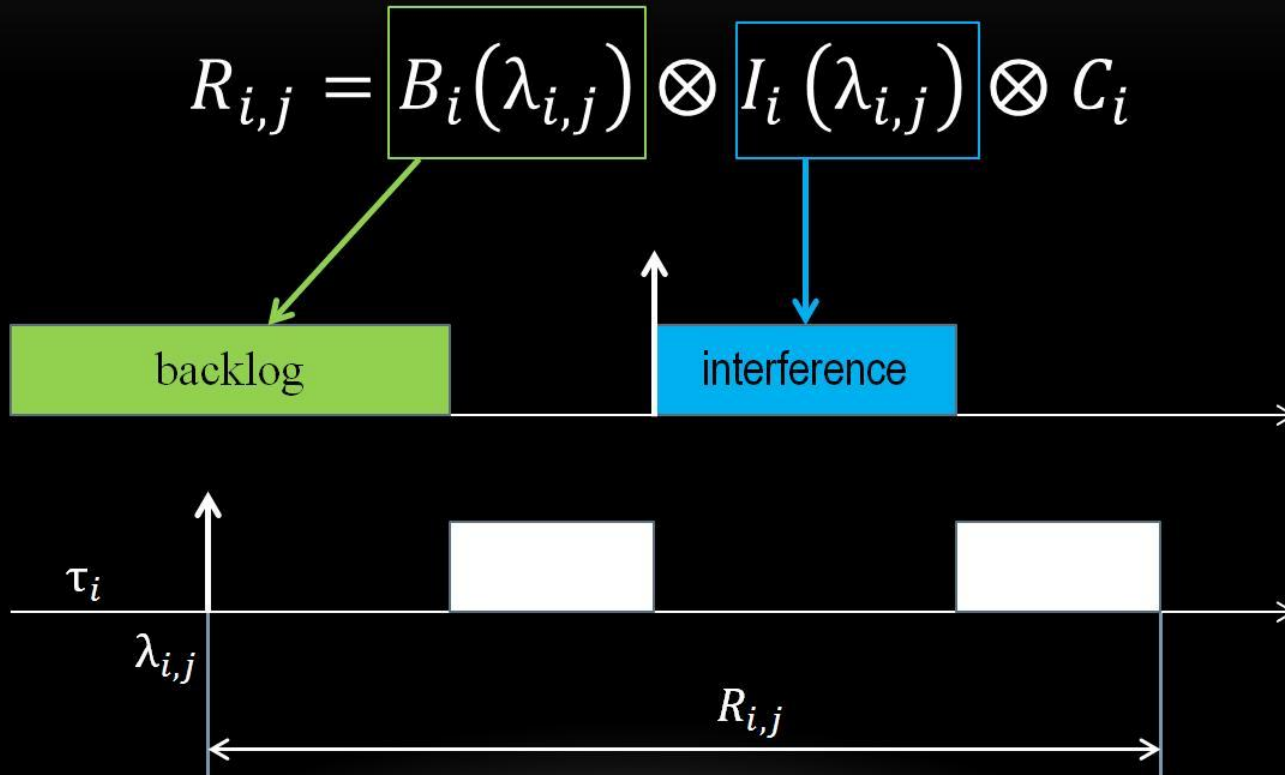 R_{i,j} = B_i(λ_{i,j}) ⊗ I_i (λ_{i,j}) ⊗ C_i
backlog
interference
τ_i
λ_{i,j}
R_{i,j}